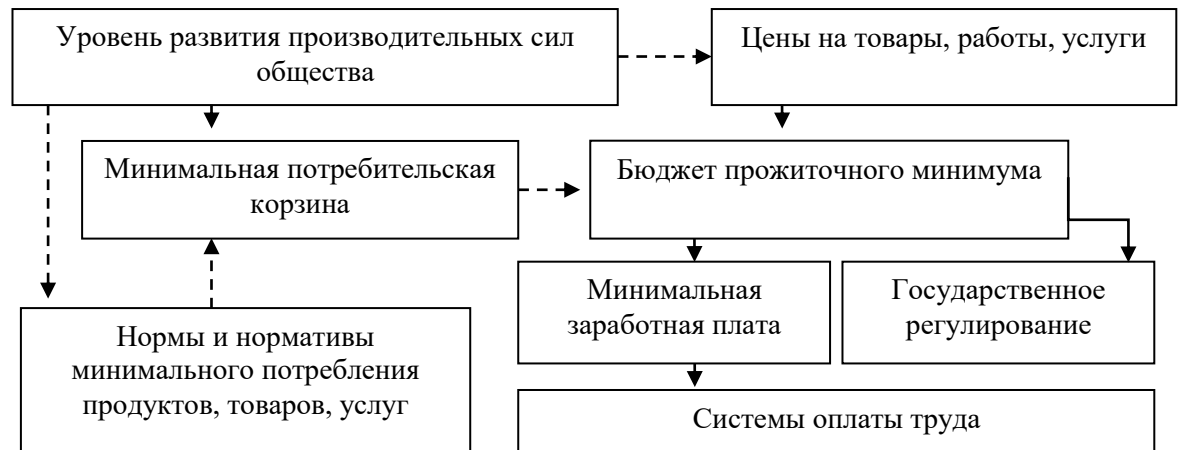 Уровень развития производительных сил
общества
Цены на товары, работы, услуги
Минимальная потребительская
корзина
Бюджет прожиточного минимума
Минимальная
заработная плата
Государственное
регулирование
Нормы и нормативы
минимального потребления
продуктов, товаров, услуг
Системы оплаты труда